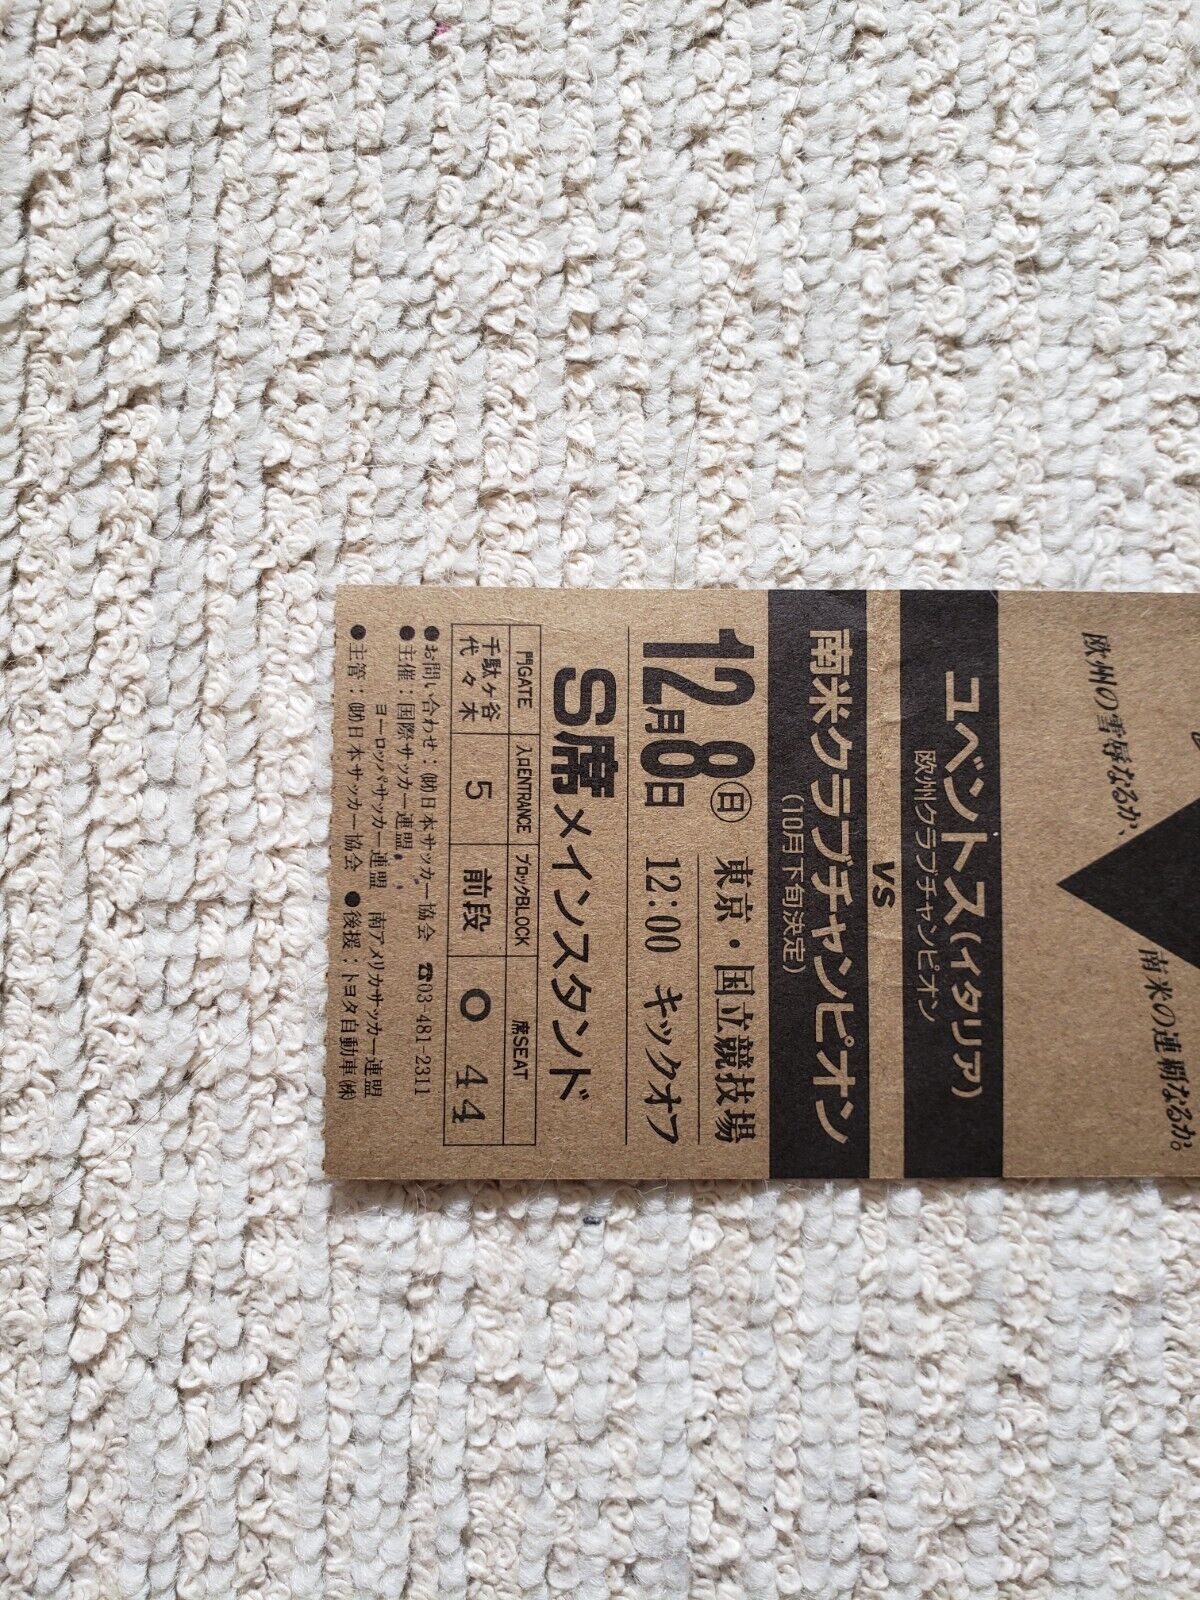 欧州の雪辱なるか、
南米の連覇なるか。
ユベントス(イタリア)
欧州クラブチャンピオン
VS
南米クラブチャンピオン
(10月下旬決定)
12月8日㊐ 東京・国立競技場
12:00 キックオフ
S席メインスタンド
門GATE 入口ENTRANCE ブロックBLOCK 席SEAT
千駄ヶ谷 5 前段 O 44
代々木
●お問い合わせ:㈶日本サッカー協会 ☎03-481-2311
●主催:国際サッカー連盟
ヨーロッパサッカー連盟 南アメリカサッカー連盟
●主管:㈶日本サッカー協会 ●後援:トヨタ自動車㈱